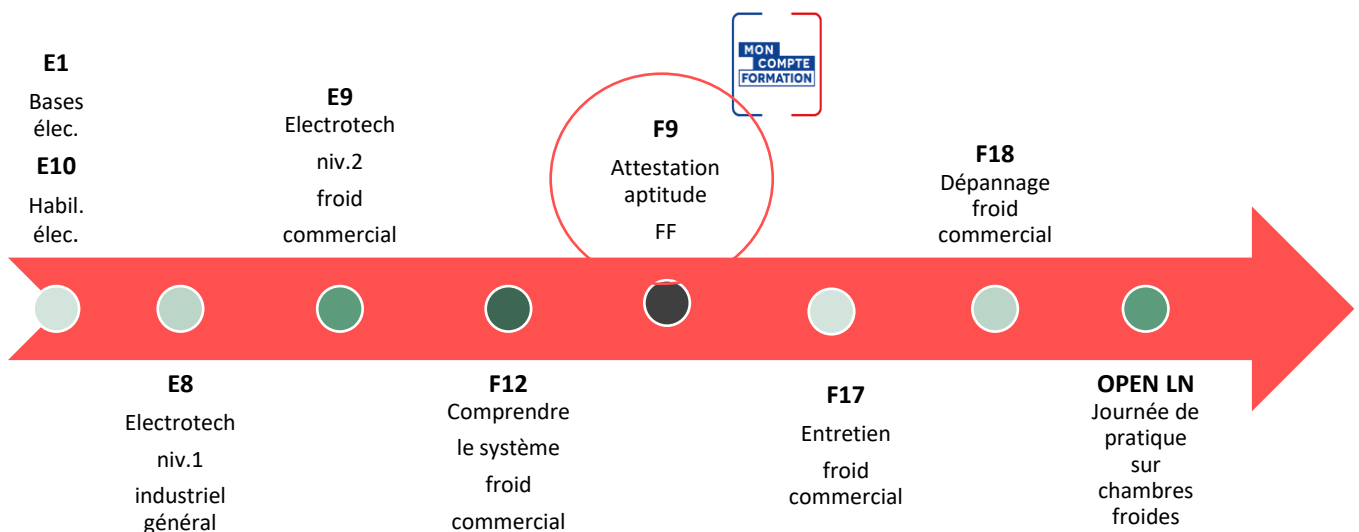 E1
Bases
élec.
E10
Habil.
élec.
E8
Electrotech
niv.1
industriel
général
E9
Electrotech
niv.2
froid
commercial
F12
Comprendre
le système
froid
commercial
MON
COMPTE
FORMATION
F9
Attestation
aptitude
FF
F17
Entretien
froid
commercial
F18
Dépannage
froid
commercial
OPEN LN
Journée de
pratique
sur
chambres
froides